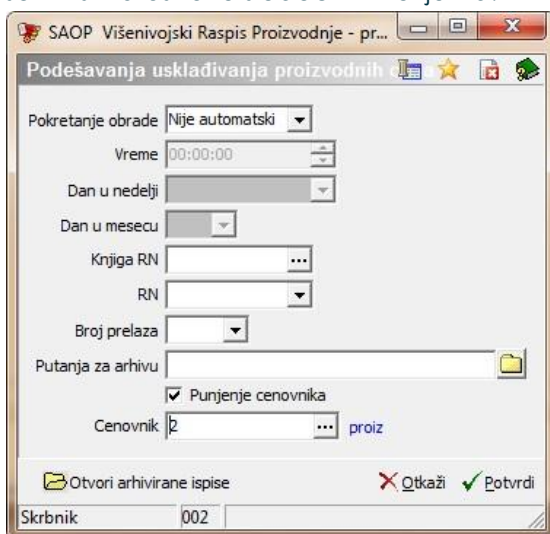 SAOP Višenivojski Raspis Proizvodnje - pr...
Podešavanja usklađivanja proizvodnih
Pokretanje obrade Nije automatski
Vreme 00:00:00
Dan u nedelji
Dan u mesecu
Knjiga RN ...
RN
Broj prelaza
Putanja za arhivu
Punjenje cenovnika
Cenovnik 2 ... proiz
Otvori arhivirane ispise Otkaži Potvrdi
Skrbnik 002